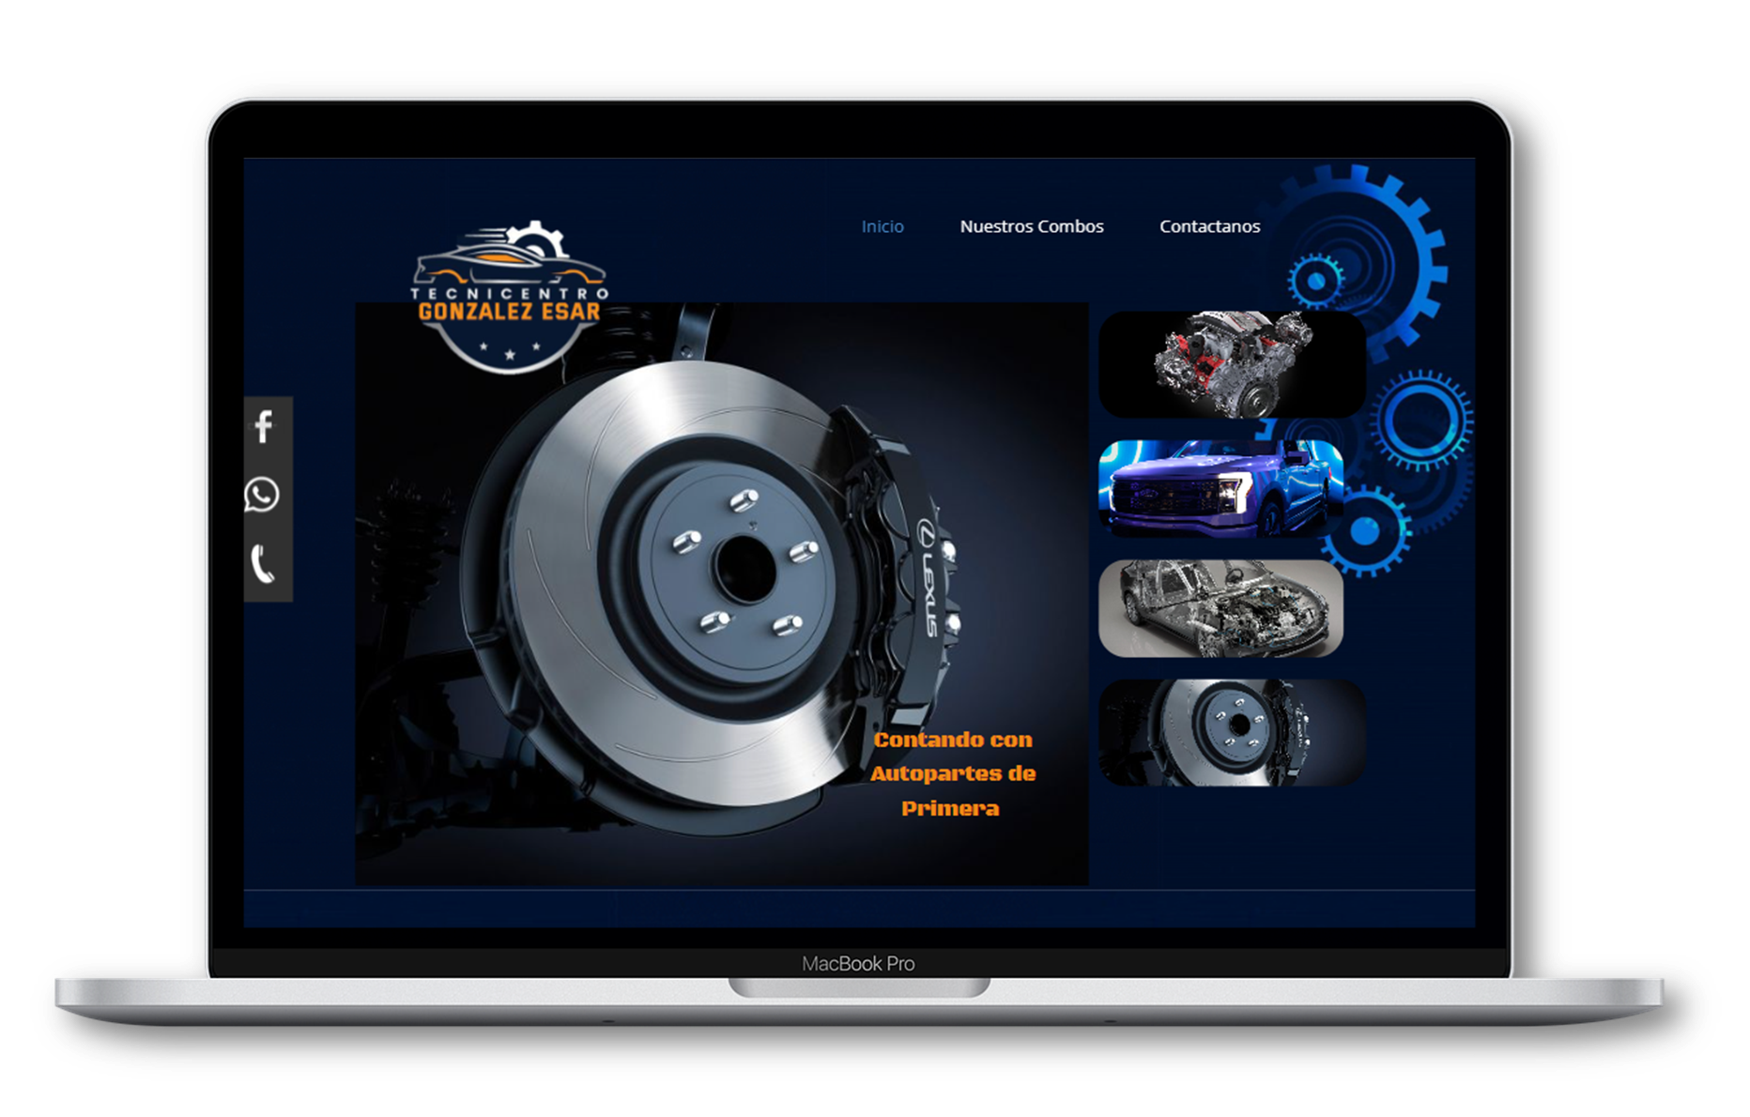 Inicio
Nuestros Combos
Contactanos
TECNICENTRO
GONZALEZ ESAR
LEXUS
Contando con
Autopartes de
Primera
MacBook Pro